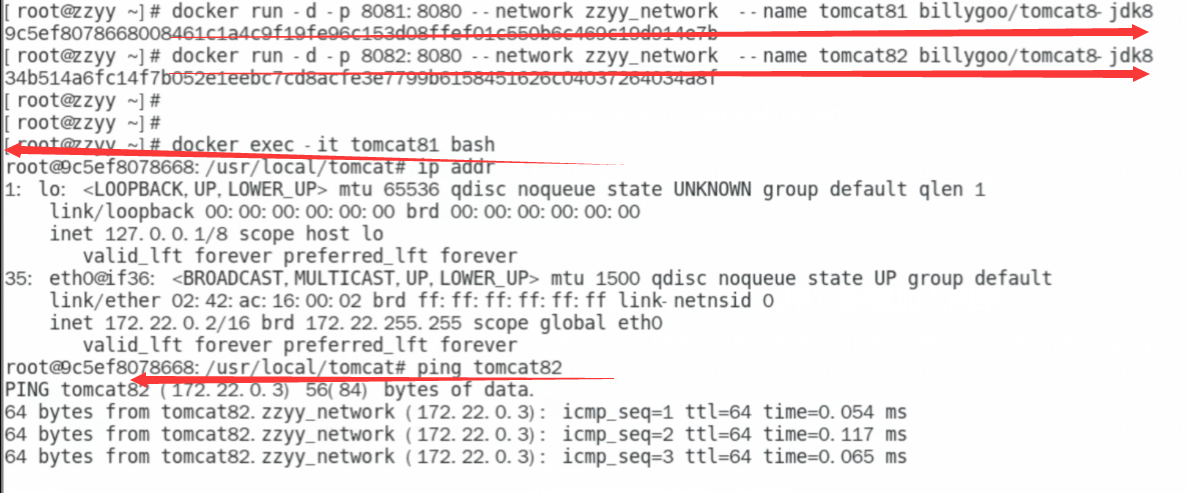 [root@zzyy ~]# docker run -d -p 8081:8080 --network zzyy_network  --name tomcat81 billygoo/tomcat8-jdk8
9c5ef8078668008461c1a4c9f19fe96c153d08ffef01c550b6c469c19d914c7b
[root@zzyy ~]# docker run -d -p 8082:8080 --network zzyy_network  --name tomcat82 billygoo/tomcat8-jdk8
34b514a6fc14f7b052e1eebc7cd8acfe3e7799b6158451626c04037264034a8f
[root@zzyy ~]#
[root@zzyy ~]#
[root@zzyy ~]# docker exec -it tomcat81 bash
root@9c5ef8078668:/usr/local/tomcat# ip addr
1: lo: <LOOPBACK,UP,LOWER_UP> mtu 65536 qdisc noqueue state UNKNOWN group default qlen 1
    link/loopback 00:00:00:00:00:00 brd 00:00:00:00:00:00
    inet 127.0.0.1/8 scope host lo
       valid_lft forever preferred_lft forever
35: eth0@if36: <BROADCAST,MULTICAST,UP,LOWER_UP> mtu 1500 qdisc noqueue state UP group default
    link/ether 02:42:ac:16:00:02 brd ff:ff:ff:ff:ff:ff link-netnsid 0
    inet 172.22.0.2/16 brd 172.22.255.255 scope global eth0
       valid_lft forever preferred_lft forever
root@9c5ef8078668:/usr/local/tomcat# ping tomcat82
PING tomcat82 (172.22.0.3) 56(84) bytes of data.
64 bytes from tomcat82.zzyy_network (172.22.0.3): icmp_seq=1 ttl=64 time=0.054 ms
64 bytes from tomcat82.zzyy_network (172.22.0.3): icmp_seq=2 ttl=64 time=0.117 ms
64 bytes from tomcat82.zzyy_network (172.22.0.3): icmp_seq=3 ttl=64 time=0.065 ms